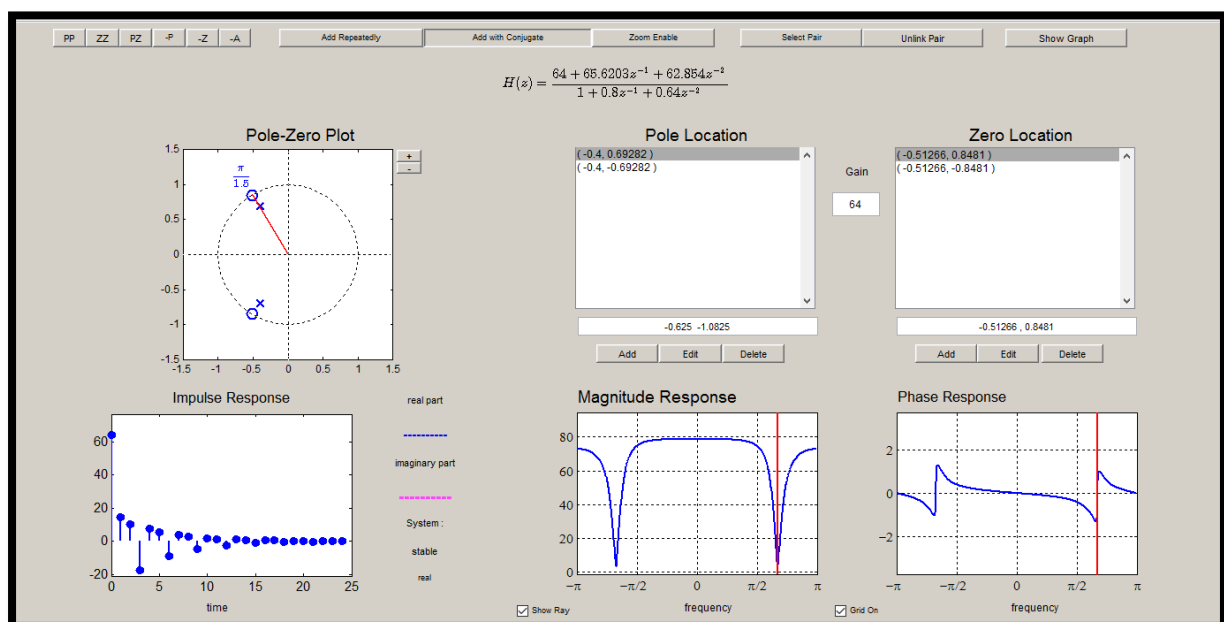 PP ZZ PZ -P -Z -A Add Repeatedly Add with Conjugate Zoom Enable Select Pair Unlink Pair Show Graph
H(z) = \frac{64 + 65.6203z^{-1} + 62.854z^{-2}}{1 + 0.8z^{-1} + 0.64z^{-2}}
Pole-Zero Plot
1.5
1
0.5
0
-0.5
-1
-1.5
-1.5 -1 -0.5 0 0.5 1 1.5
π
1.5
+
-
Pole Location
( -0.4, 0.69282 )
( -0.4, -0.69282 )
-0.625 -1.0825
Add Edit Delete
Gain
64
Zero Location
( -0.51266, 0.8481 )
( -0.51266, -0.8481 )
-0.51266 , 0.8481
Add Edit Delete
Impulse Response
60
40
20
0
-20
0 5 10 15 20 25
time
real part
imaginary part
System :
stable
real
Magnitude Response
80
60
40
20
0
−π −π/2 0 π/2 π
frequency
Show Ray
Phase Response
2
0
−2
−π −π/2 0 π/2 π
frequency
Grid On